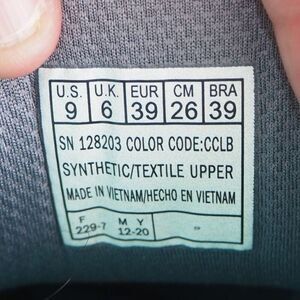 U.S. U.K. EUR CM BRA
9 6 39 26 39
SN 128203 COLOR CODE:CCLB
SYNTHETIC/TEXTILE UPPER
MADE IN VIETNAM/HECHO EN VIETNAM
F M Y
229-7 12-20